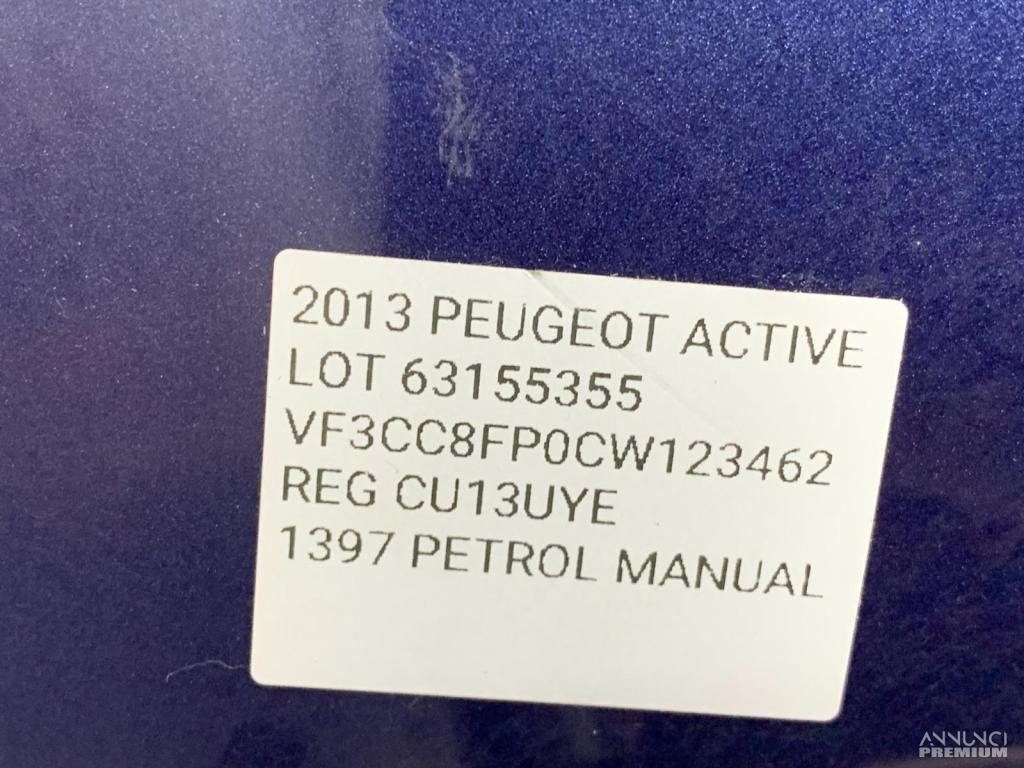 2013 PEUGEOT ACTIVE
LOT 63155355
VF3CC8FP0CW123462
REG CU13UYE
1397 PETROL MANUAL
ANNUNCI
PREMIUM